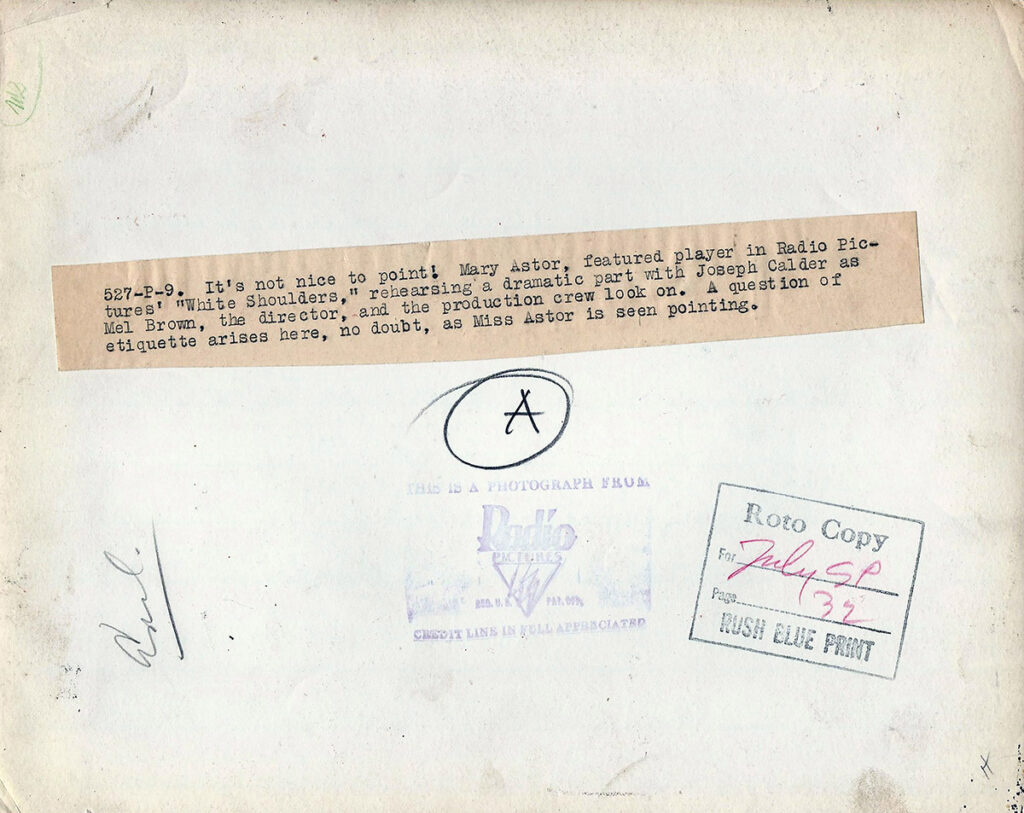 527-P-9. It's not nice to point! Mary Astor, featured player in Radio Pic-
tures' "White Shoulders," rehearsing a dramatic part with Joseph Calder as
Mel Brown, the director, and the production crew look on. A question of
etiquette arises here, no doubt, as Miss Astor is seen pointing.
A
THIS IS A PHOTOGRAPH FROM
Radio
PICTURES
REG. U.S. PAT. OFF.
CREDIT LINE IN FULL APPRECIATED
Roto Copy
For July SP
Page 32
RUSH BLUE PRINT